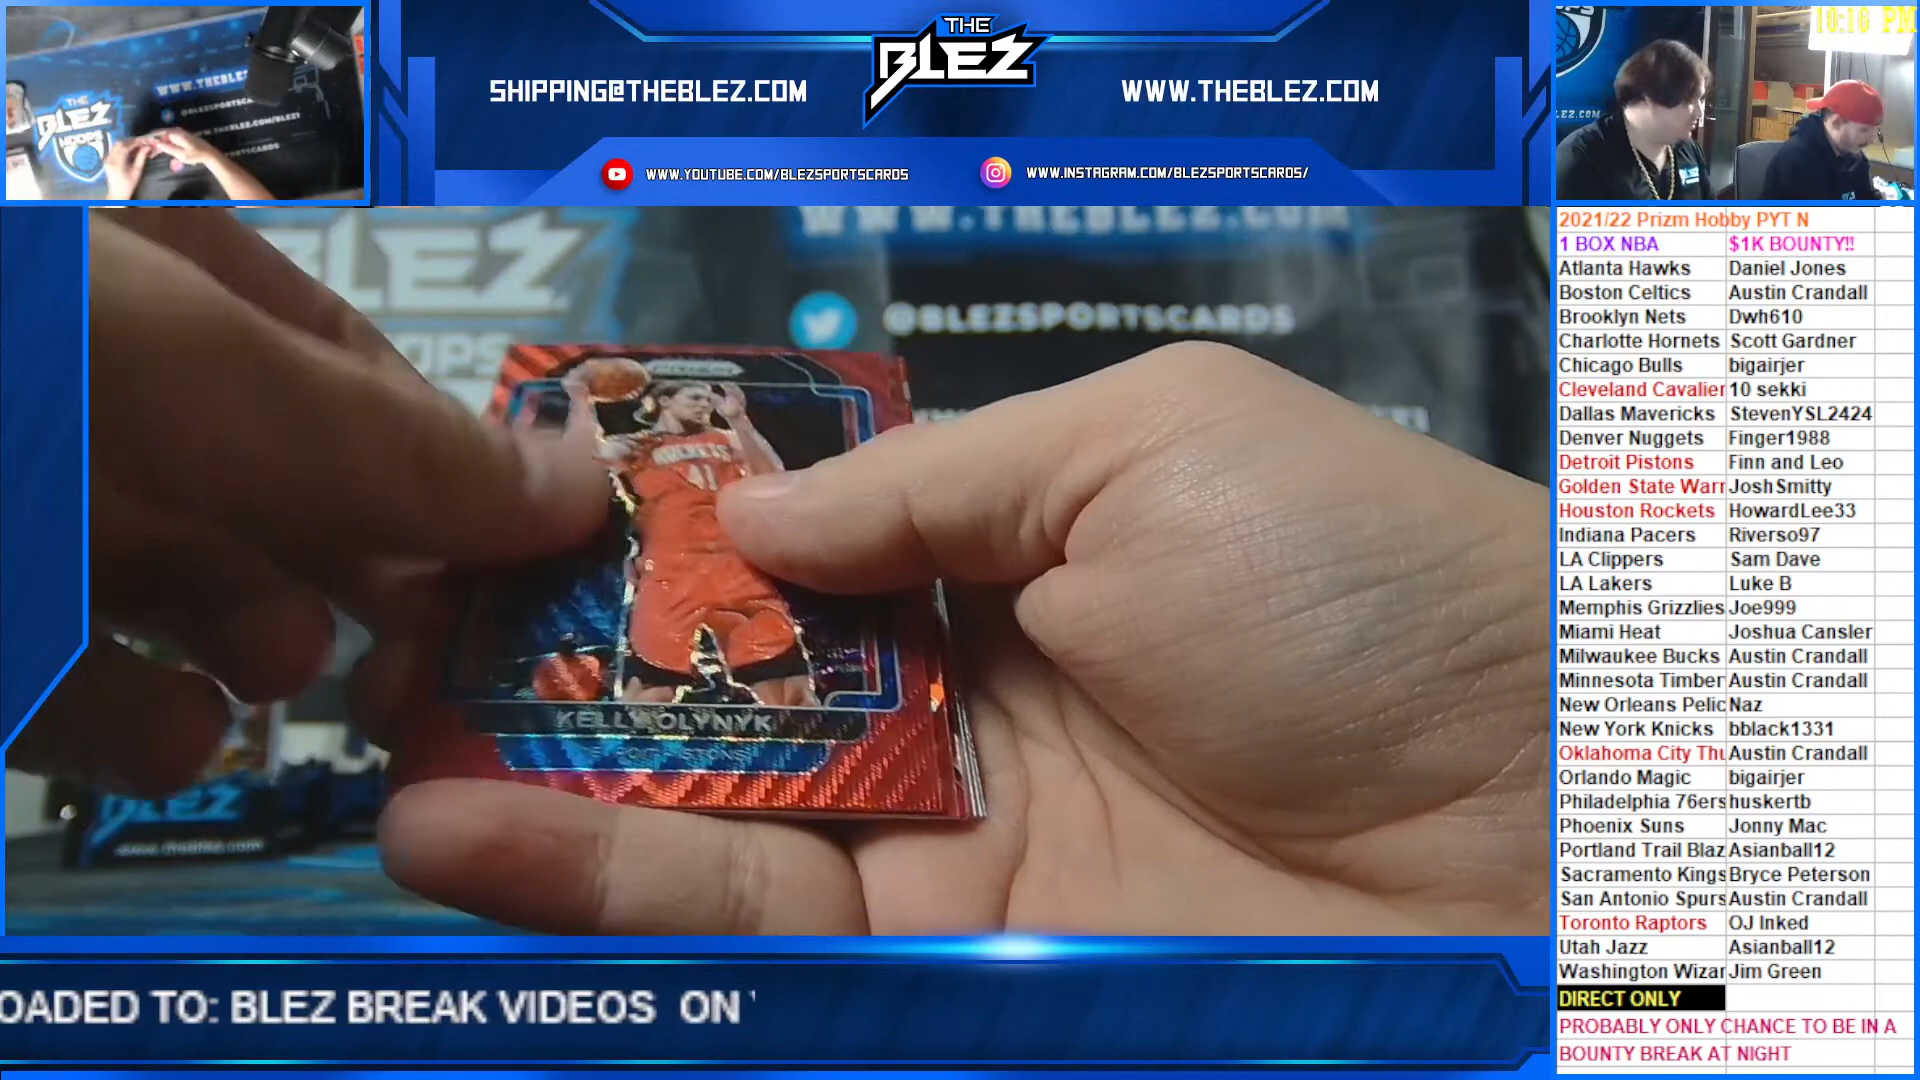 THE
BLEZ
SHIPPING@THEBLEZ.COM
WWW.THEBLEZ.COM
WWW.YOUTUBE.COM/BLEZSPORTSCARDS
WWW.INSTAGRAM.COM/BLEZSPORTSCARDS/
10:16 PM
WWW.THEBLEZ.COM
@BLEZSPORTSCARDS
ROCKETS
41
KELLY OLYNYK
OADED TO: BLEZ BREAK VIDEOS ON
2021/22 Prizm Hobby PYT N
1 BOX NBA $1K BOUNTY!!
Atlanta Hawks Daniel Jones
Boston Celtics Austin Crandall
Brooklyn Nets Dwh610
Charlotte Hornets Scott Gardner
Chicago Bulls bigairjer
Cleveland Cavalier 10 sekki
Dallas Mavericks StevenYSL2424
Denver Nuggets Finger1988
Detroit Pistons Finn and Leo
Golden State Warr JoshSmitty
Houston Rockets HowardLee33
Indiana Pacers Riverso97
LA Clippers Sam Dave
LA Lakers Luke B
Memphis Grizzlies Joe999
Miami Heat Joshua Cansler
Milwaukee Bucks Austin Crandall
Minnesota Timber Austin Crandall
New Orleans Pelic Naz
New York Knicks bblack1331
Oklahoma City Thu Austin Crandall
Orlando Magic bigairjer
Philadelphia 76ers huskertb
Phoenix Suns Jonny Mac
Portland Trail Blaz Asianball12
Sacramento Kings Bryce Peterson
San Antonio Spurs Austin Crandall
Toronto Raptors OJ Inked
Utah Jazz Asianball12
Washington Wizar Jim Green
DIRECT ONLY
PROBABLY ONLY CHANCE TO BE IN A
BOUNTY BREAK AT NIGHT